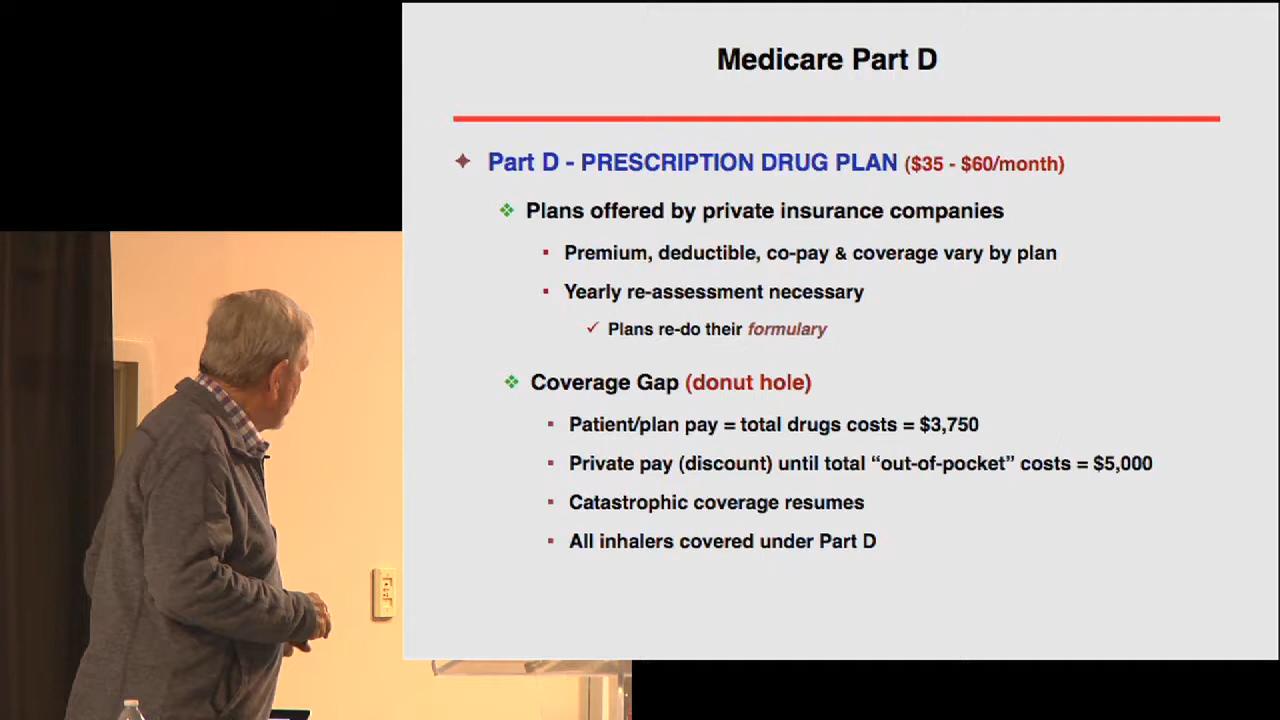 Medicare Part D
Part D - PRESCRIPTION DRUG PLAN ($35 - $60/month)
Plans offered by private insurance companies
Premium, deductible, co-pay & coverage vary by plan
Yearly re-assessment necessary
Plans re-do their formulary
Coverage Gap (donut hole)
Patient/plan pay = total drugs costs = $3,750
Private pay (discount) until total “out-of-pocket” costs = $5,000
Catastrophic coverage resumes
All inhalers covered under Part D